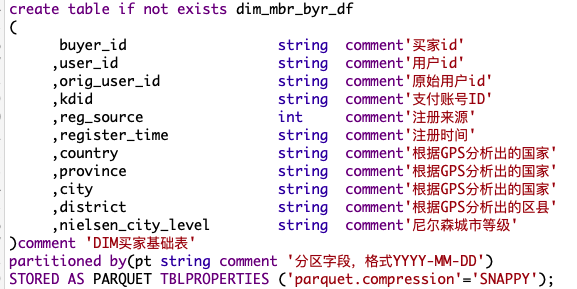 create table if not exists dim_mbr_byr_df
(
buyer_id string comment'买家id'
,user_id string comment'用户id'
,orig_user_id string comment'原始用户id'
,kdid string comment'支付账号ID'
,reg_source int comment'注册来源'
,register_time string comment'注册时间'
,country string comment'根据GPS分析出的国家'
,province string comment'根据GPS分析出的国家'
,city string comment'根据GPS分析出的国家'
,district string comment'根据GPS分析出的区县'
,nielsen_city_level string comment'尼尔森城市等级'
)comment 'DIM买家基础表'
partitioned by(pt string comment '分区字段，格式YYYY-MM-DD')
STORED AS PARQUET TBLPROPERTIES ('parquet.compression'='SNAPPY');